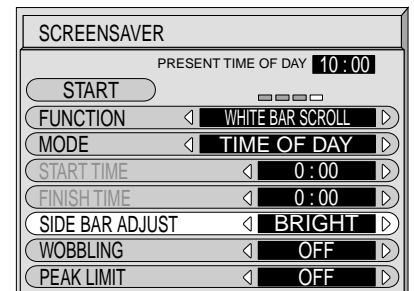 SCREENSAVER
PRESENT TIME OF DAY 10 : 00
START
FUNCTION WHITE BAR SCROLL
MODE TIME OF DAY
START TIME 0 : 00
FINISH TIME 0 : 00
SIDE BAR ADJUST BRIGHT
WOBBLING OFF
PEAK LIMIT OFF